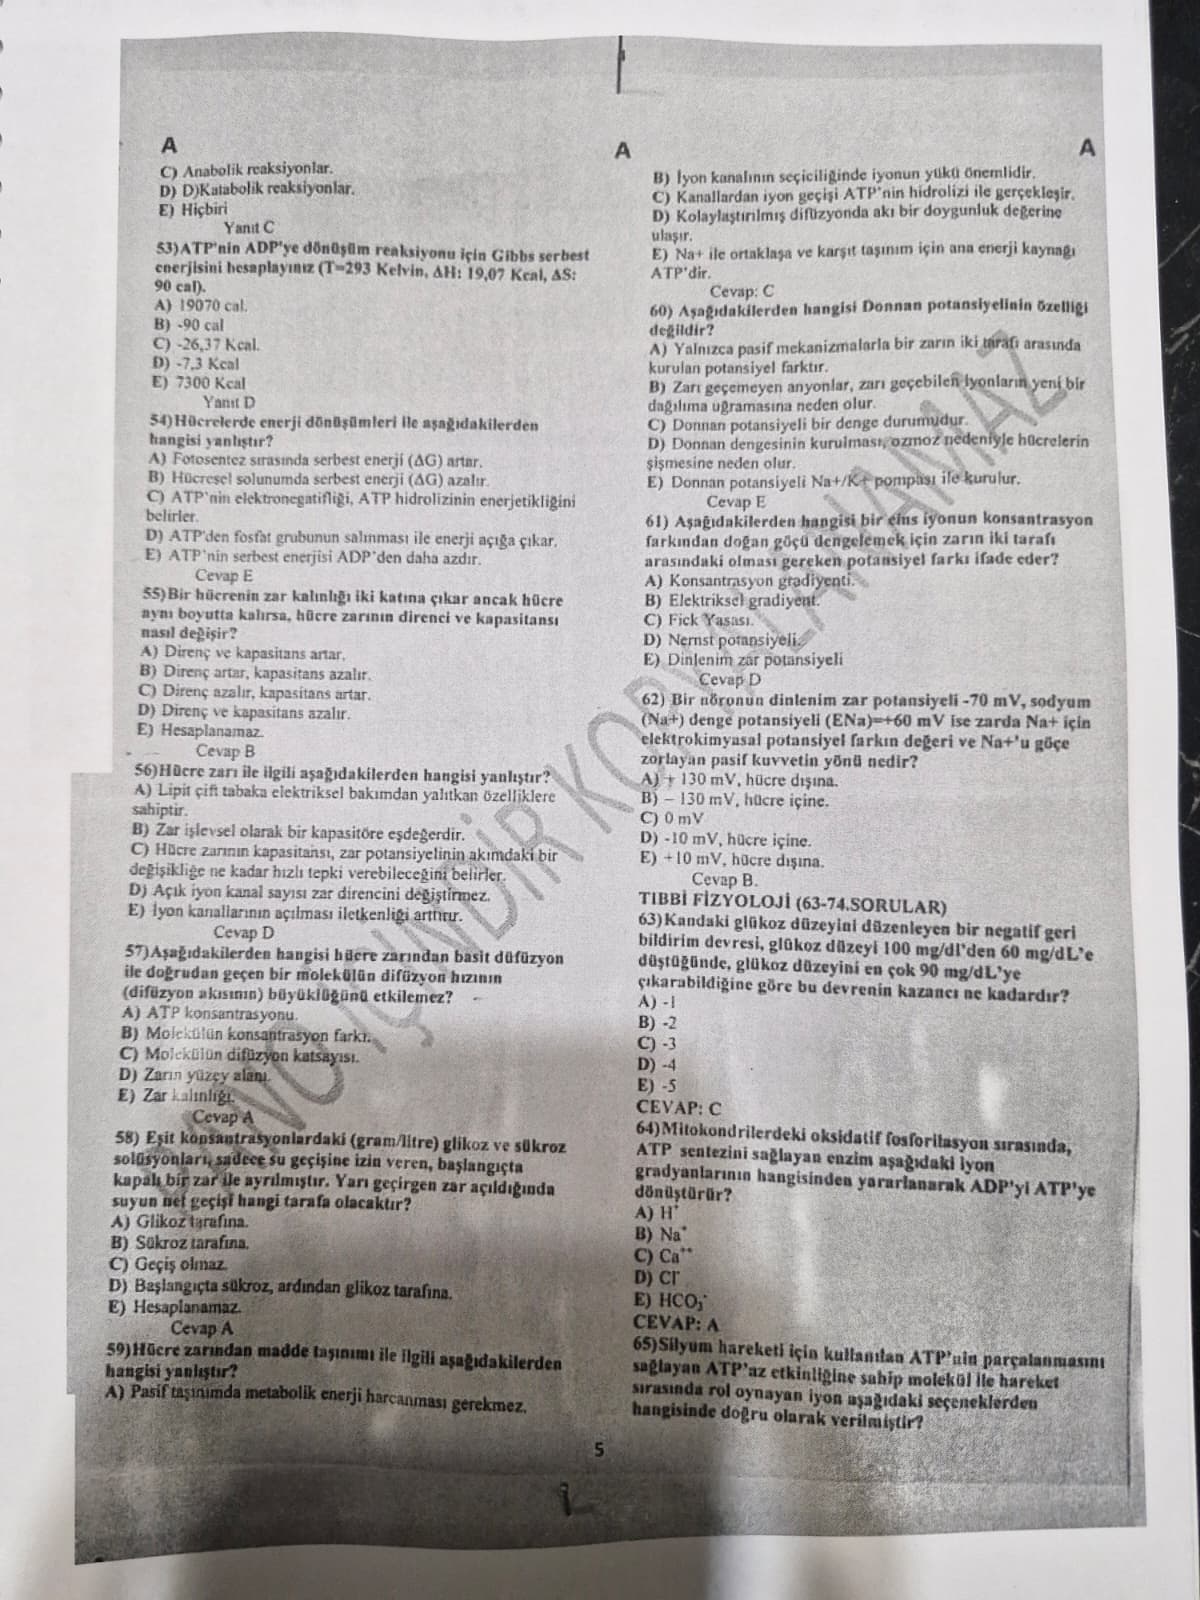 A
C) Anabolik reaksiyonlar.
D) D)Katabolik reaksiyonlar.
E) Hiçbiri
Yanıt C
53)ATP'nin ADP'ye dönüşüm reaksiyonu için Gibbs serbest
enerjisini hesaplayınız (T=293 Kelvin, ΔH: 19,07 Kcal, ΔS:
90 cal).
A) 19070 cal.
B) -90 cal
C) -26,37 Kcal.
D) -7,3 Kcal
E) 7300 Kcal
Yanıt D
54)Hücrelerde enerji dönüşümleri ile aşağıdakilerden
hangisi yanlıştır?
A) Fotosentez sırasında serbest enerji (ΔG) artar.
B) Hücresel solunumda serbest enerji (ΔG) azalır.
C) ATP'nin elektronegatifliği, ATP hidrolizinin enerjetikliğini
belirler.
D) ATP'den fosfat grubunun salınması ile enerji açığa çıkar.
E) ATP'nin serbest enerjisi ADP'den daha azdır.
Cevap E
55)Bir hücrenin zar kalınlığı iki katına çıkar ancak hücre
aynı boyutta kalırsa, hücre zarının direnci ve kapasitansı
nasıl değişir?
A) Direnç ve kapasitans artar.
B) Direnç artar, kapasitans azalır.
C) Direnç azalır, kapasitans artar.
D) Direnç ve kapasitans azalır.
E) Hesaplanamaz.
Cevap B
56)Hücre zarı ile ilgili aşağıdakilerden hangisi yanlıştır?
A) Lipit çift tabaka elektriksel bakımdan yalıtkan özelliklere
sahiptir.
B) Zar işlevsel olarak bir kapasitöre eşdeğerdir.
C) Hücre zarının kapasitansı, zar potansiyelinin akımdaki bir
değişikliğe ne kadar hızlı tepki verebileceğini belirler.
D) Açık iyon kanal sayısı zar direncini değiştirmez.
E) İyon kanallarının açılması iletkenliği arttırır.
Cevap D
57)Aşağıdakilerden hangisi hücre zarından basit düfüzyon
ile doğrudan geçen bir molekülün difüzyon hızının
(difüzyon akısının) büyüklüğünü etkilemez?
A) ATP konsantrasyonu.
B) Molekülün konsantrasyon farkı.
C) Molekülün difüzyon katsayısı.
D) Zarın yüzey alanı.
E) Zar kalınlığı.
Cevap A
58) Eşit konsantrasyonlardaki (gram/litre) glikoz ve sükroz
solüsyonları, sadece su geçişine izin veren, başlangıçta
kapalı bir zar ile ayrılmıştır. Yarı geçirgen zar açıldığında
suyun net geçişi hangi tarafa olacaktır?
A) Glikoz tarafına.
B) Sükroz tarafına.
C) Geçiş olmaz.
D) Başlangıçta sükroz, ardından glikoz tarafına.
E) Hesaplanamaz.
Cevap A
59)Hücre zarından madde taşınımı ile ilgili aşağıdakilerden
hangisi yanlıştır?
A) Pasif taşınımda metabolik enerji harcanması gerekmez.
A A
B) İyon kanalının seçiciliğinde iyonun yükü önemlidir.
C) Kanallardan iyon geçişi ATP'nin hidrolizi ile gerçekleşir.
D) Kolaylaştırılmış difüzyonda akı bir doygunluk değerine
ulaşır.
E) Na+ ile ortaklaşa ve karşıt taşınım için ana enerji kaynağı
ATP'dir.
Cevap: C
60) Aşağıdakilerden hangisi Donnan potansiyelinin özelliği
değildir?
A) Yalnızca pasif mekanizmalarla bir zarın iki tarafı arasında
kurulan potansiyel farktır.
B) Zarı geçemeyen anyonlar, zarı geçebilen iyonların yeni bir
dağılıma uğramasına neden olur.
C) Donnan potansiyeli bir denge durumudur.
D) Donnan dengesinin kurulması, ozmoz nedeniyle hücrelerin
şişmesine neden olur.
E) Donnan potansiyeli Na+/K+ pompası ile kurulur.
Cevap E
61) Aşağıdakilerden hangisi bir cins iyonun konsantrasyon
farkından doğan göçü dengelemek için zarın iki tarafı
arasındaki olması gereken potansiyel farkı ifade eder?
A) Konsantrasyon gradiyenti.
B) Elektriksel gradiyent.
C) Fick Yasası.
D) Nernst potansiyeli.
E) Dinlenim zar potansiyeli
Cevap D
62) Bir nöronun dinlenim zar potansiyeli -70 mV, sodyum
(Na+) denge potansiyeli (ENa)=+60 mV ise zarda Na+ için
elektrokimyasal potansiyel farkın değeri ve Na+'u göçe
zorlayan pasif kuvvetin yönü nedir?
A) + 130 mV, hücre dışına.
B) – 130 mV, hücre içine.
C) 0 mV
D) -10 mV, hücre içine.
E) +10 mV, hücre dışına.
Cevap B.
TIBBİ FİZYOLOJİ (63-74.SORULAR)
63)Kandaki glükoz düzeyini düzenleyen bir negatif geri
bildirim devresi, glükoz düzeyi 100 mg/dl'den 60 mg/dL'e
düştüğünde, glükoz düzeyini en çok 90 mg/dL'ye
çıkarabildiğine göre bu devrenin kazancı ne kadardır?
A) -1
B) -2
C) -3
D) -4
E) -5
CEVAP: C
64)Mitokondrilerdeki oksidatif fosforilasyon sırasında,
ATP sentezini sağlayan enzim aşağıdaki iyon
gradyanlarının hangisinden yararlanarak ADP'yi ATP'ye
dönüştürür?
A) H⁺
B) Na⁺
C) Ca⁺⁺
D) Cl⁻
E) HCO₃⁻
CEVAP: A
65)Silyum hareketi için kullanılan ATP'nin parçalanmasını
sağlayan ATP'az etkinliğine sahip molekül ile hareket
sırasında rol oynayan iyon aşağıdaki seçeneklerden
hangisinde doğru olarak verilmiştir?
5